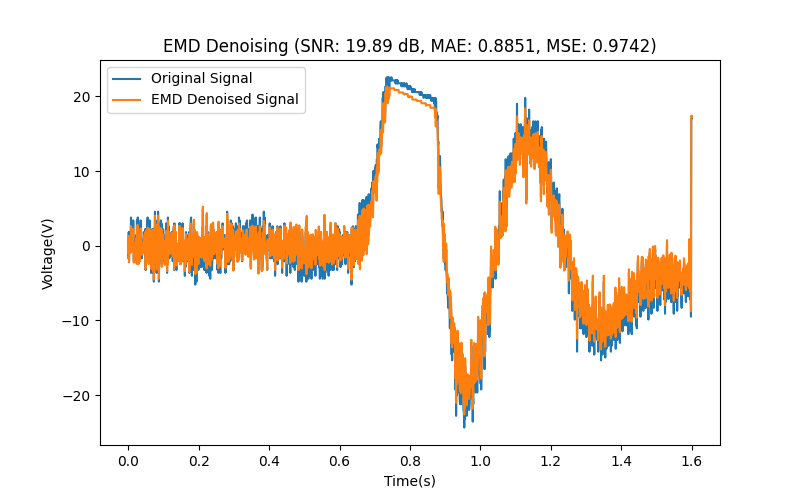 EMD Denoising (SNR: 19.89 dB, MAE: 0.8851, MSE: 0.9742)
Original Signal
EMD Denoised Signal
20
10
0
−10
−20
Voltage(V)
0.0 0.2 0.4 0.6 0.8 1.0 1.2 1.4 1.6
Time(s)